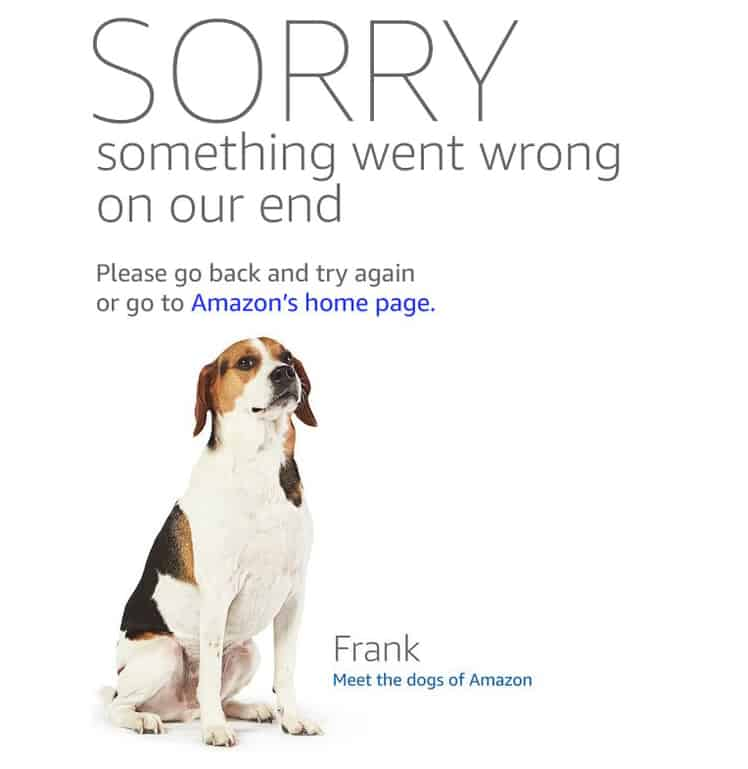 SORRY
something went wrong
on our end
Please go back and try again
or go to Amazon's home page.
Frank
Meet the dogs of Amazon